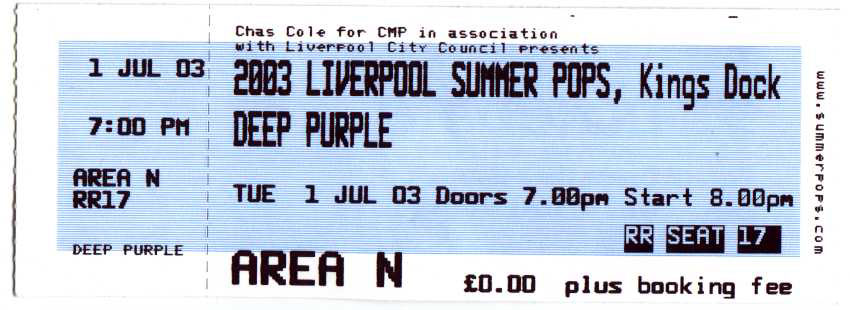 1 JUL 03
7:00 PM
AREA N
RR17
DEEP PURPLE
Chas Cole for CMP in association
with Liverpool City Council presents
2003 LIVERPOOL SUMMER POPS, Kings Dock
DEEP PURPLE
TUE 1 JUL 03 Doors 7.00pm Start 8.00pm
RR SEAT 17
AREA N £0.00 plus booking fee
www.summerpops.com